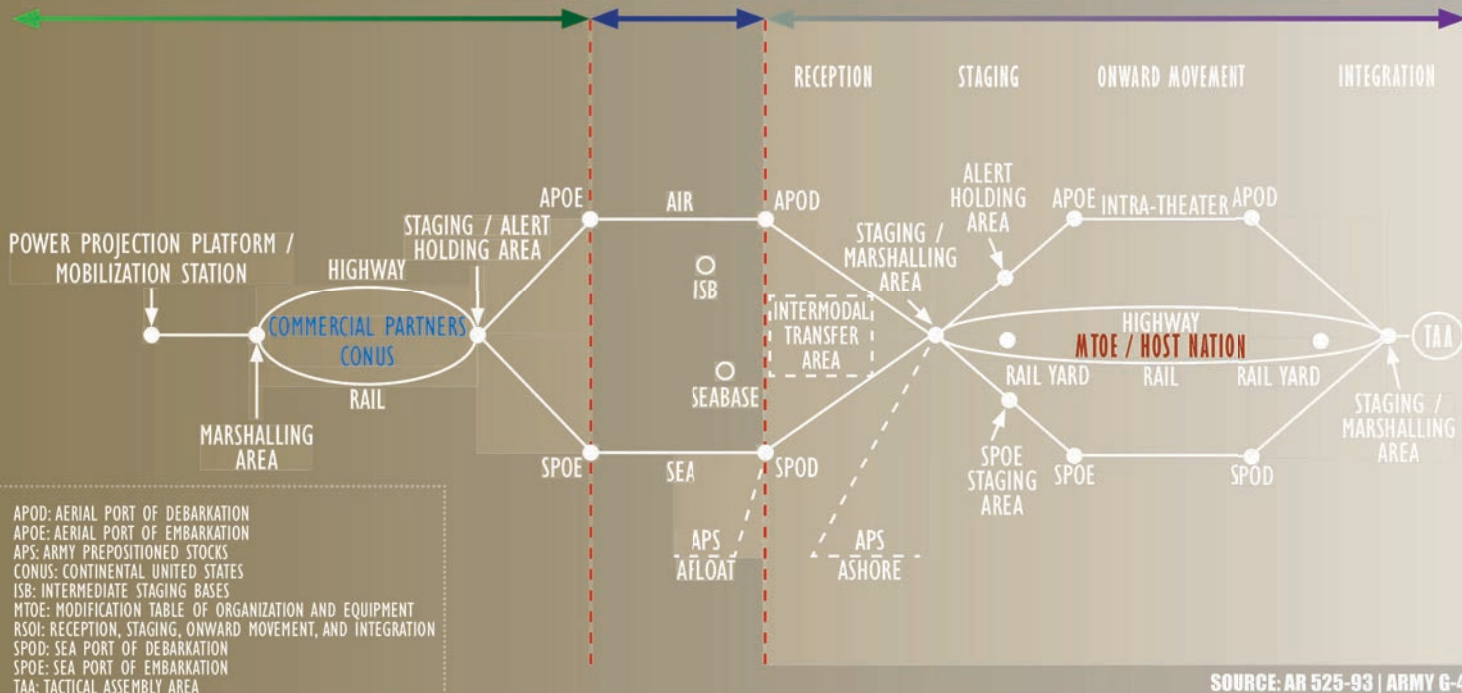 RECEPTION
STAGING
ONWARD MOVEMENT
INTEGRATION
POWER PROJECTION PLATFORM /
MOBILIZATION STATION
HIGHWAY
COMMERCIAL PARTNERS
CONUS
RAIL
MARSHALLING
AREA
STAGING / ALERT
HOLDING AREA
APOE
AIR
APOD
ISB
SEABASE
SPOE
SEA
SPOD
INTERMODAL
TRANSFER
AREA
APS
AFLOAT
APS
ASHORE
STAGING /
MARSHALLING
AREA
ALERT
HOLDING
AREA
APOE
INTRA-THEATER
APOD
HIGHWAY
MTOE / HOST NATION
RAIL YARD
RAIL
RAIL YARD
SPOE
STAGING
AREA
SPOE
SPOD
TAA
STAGING /
MARSHALLING
AREA
APOD: AERIAL PORT OF DEBARKATION
APOE: AERIAL PORT OF EMBARKATION
APS: ARMY PREPOSITIONED STOCKS
CONUS: CONTINENTAL UNITED STATES
ISB: INTERMEDIATE STAGING BASES
MTOE: MODIFICATION TABLE OF ORGANIZATION AND EQUIPMENT
RSOI: RECEPTION, STAGING, ONWARD MOVEMENT, AND INTEGRATION
SPOD: SEA PORT OF DEBARKATION
SPOE: SEA PORT OF EMBARKATION
TAA: TACTICAL ASSEMBLY AREA
SOURCE: AR 525-93 | ARMY G-4